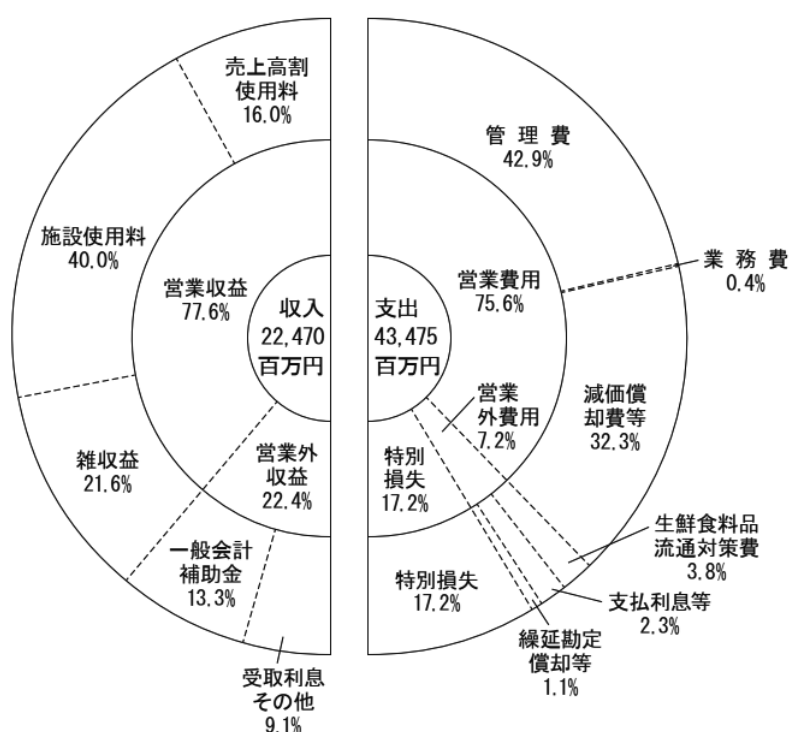 収入
22,470
百万円
営業収益
77.6%
売上高割
使用料
16.0%
施設使用料
40.0%
雑収益
21.6%
営業外
収益
22.4%
一般会計
補助金
13.3%
受取利息
その他
9.1%
支出
43,475
百万円
営業費用
75.6%
管 理 費
42.9%
業 務 費
0.4%
減価償
却費等
32.3%
営業
外費用
7.2%
生鮮食料品
流通対策費
3.8%
支払利息等
2.3%
繰延勘定
償却等
1.1%
特別
損失
17.2%
特別損失
17.2%